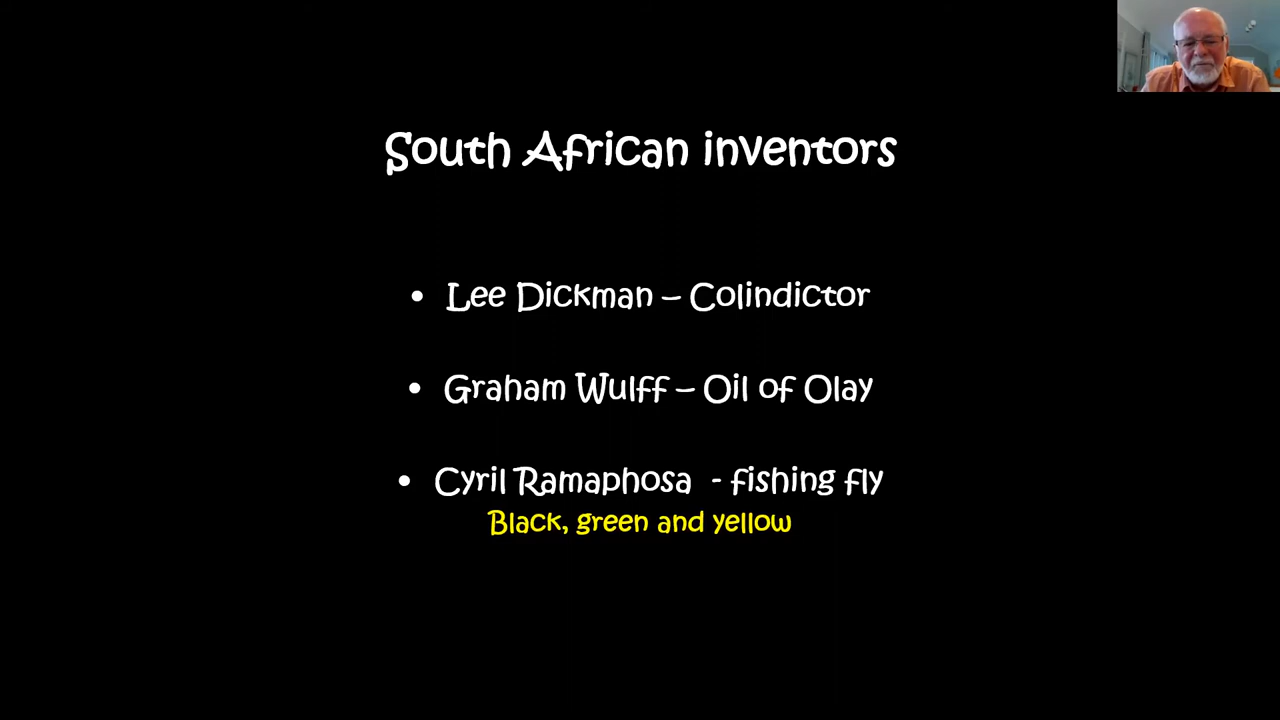 South African inventors
• Lee Dickman – Colindictor
• Graham Wulff – Oil of Olay
• Cyril Ramaphosa - fishing fly
Black, green and yellow